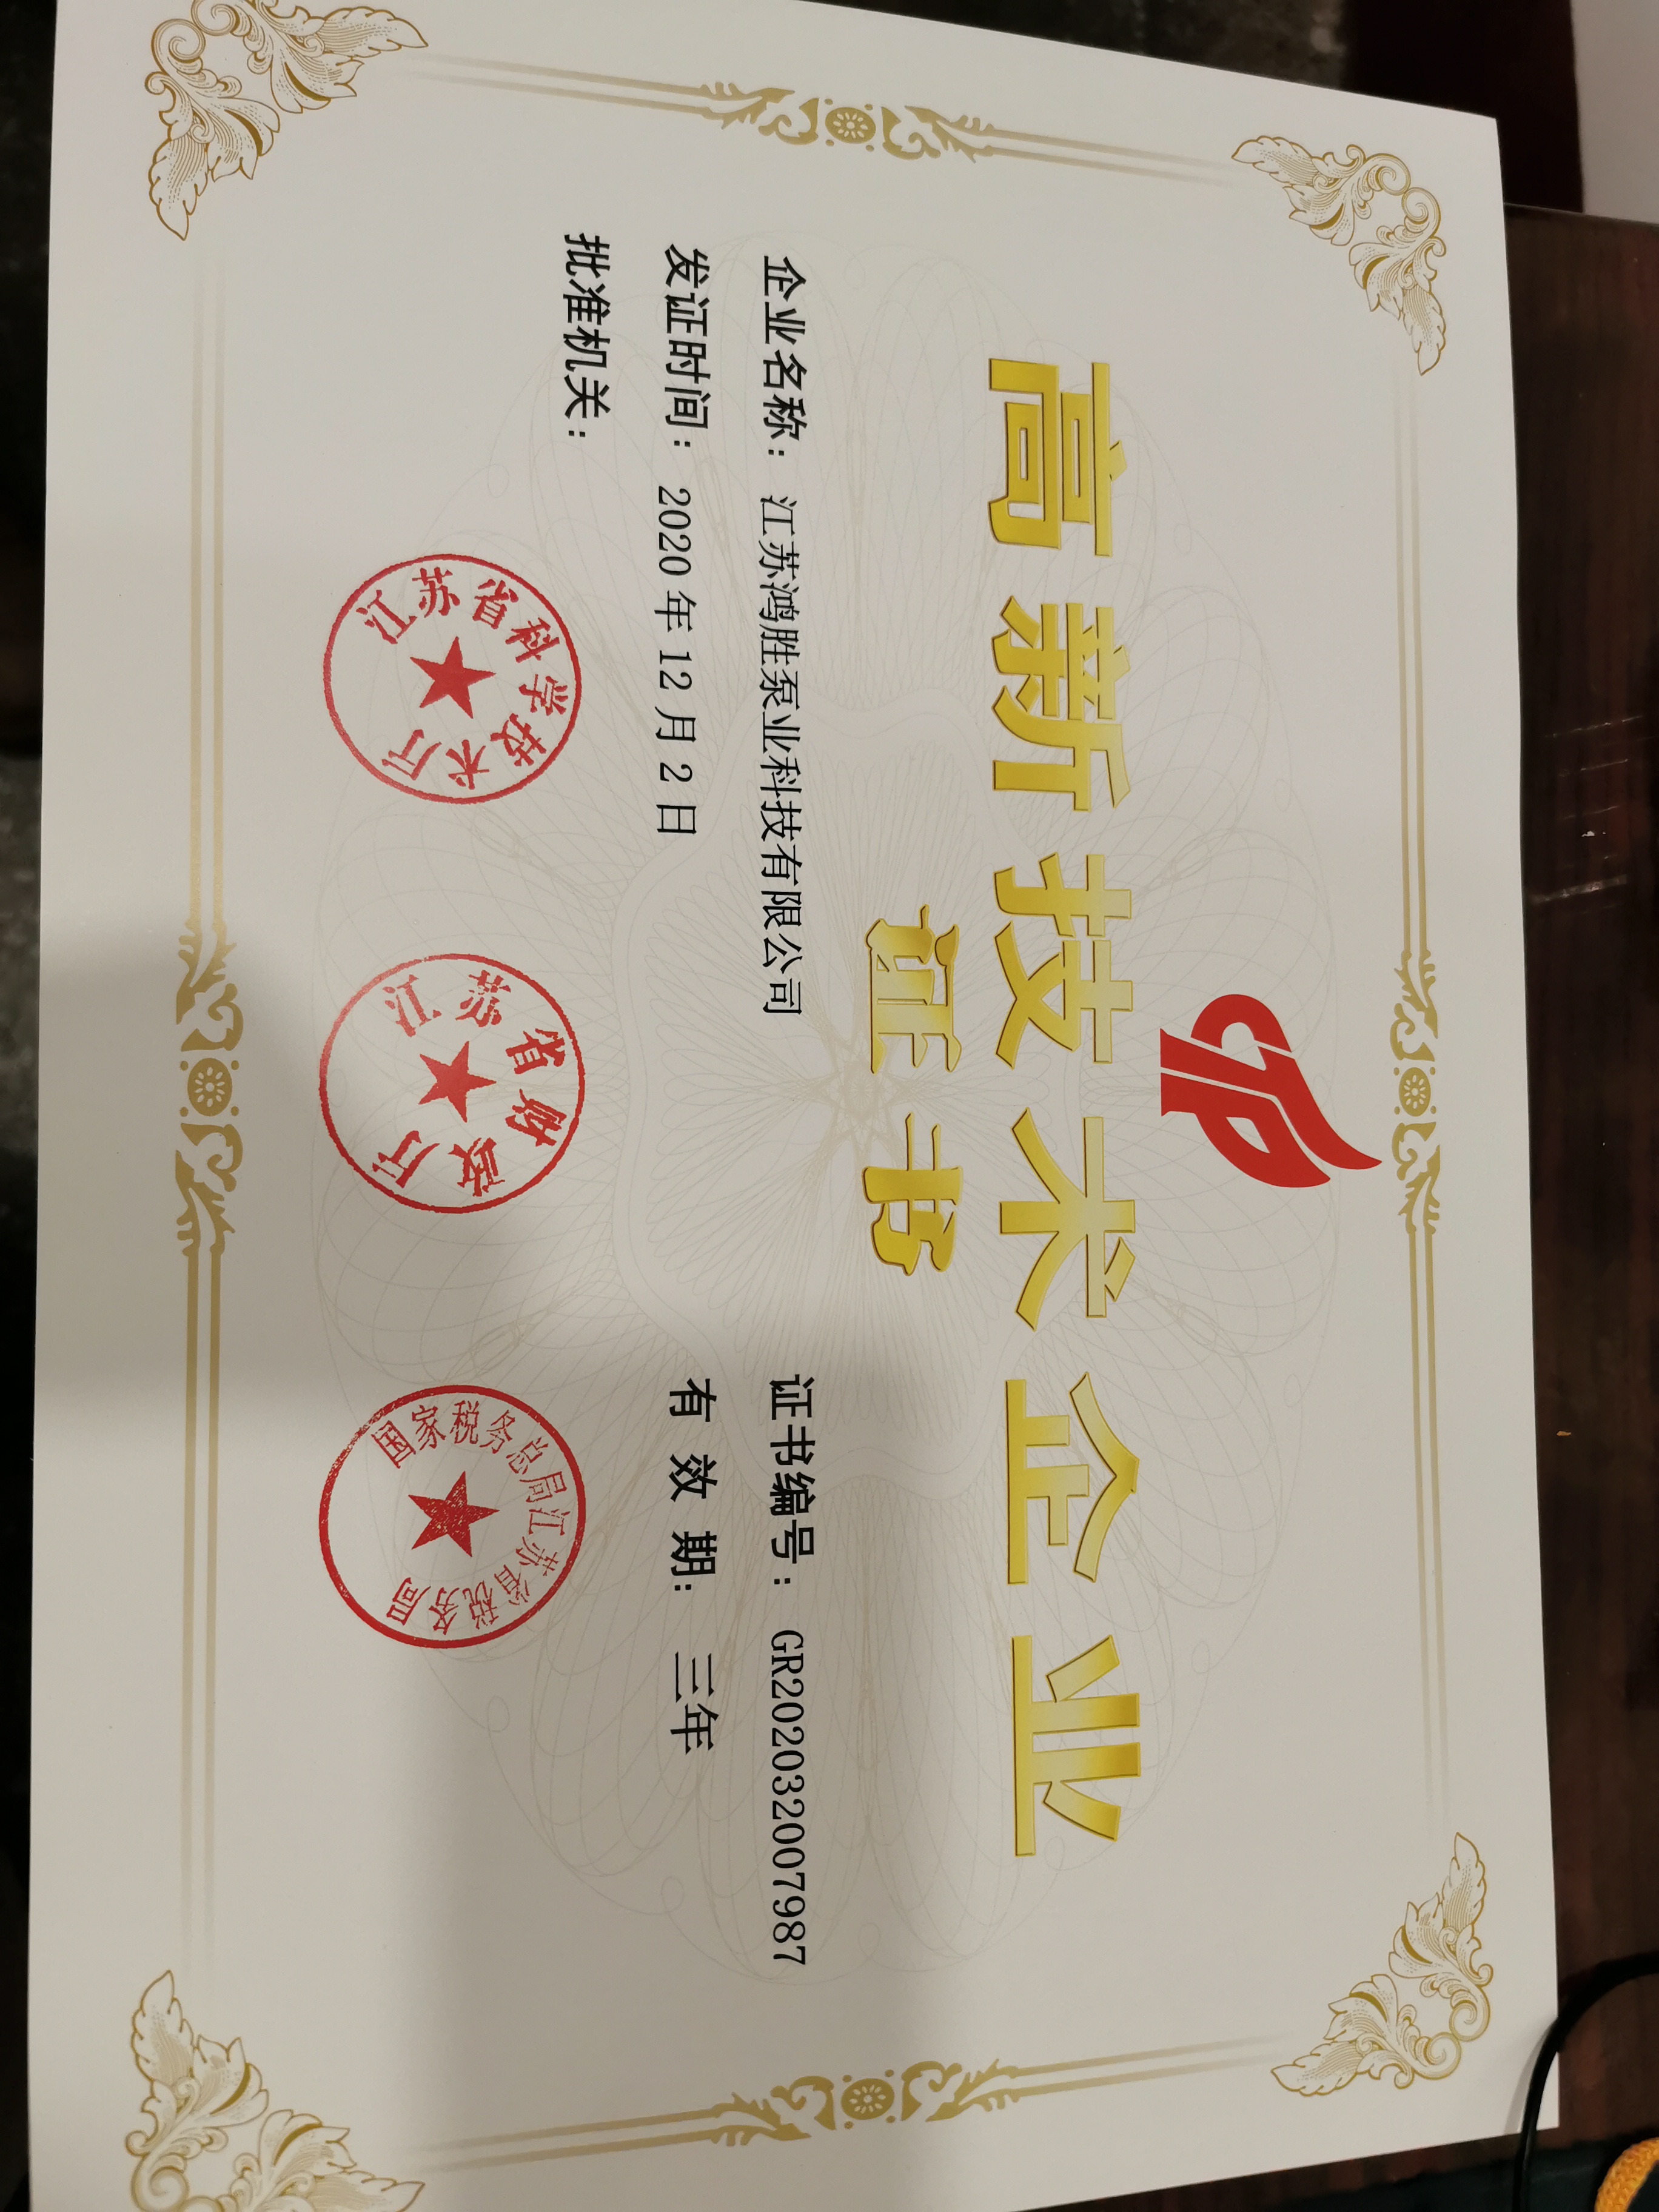 高新技术企业
证书
企业名称：江苏鸿胜泵业科技有限公司
证书编号：GR202032007987
发证时间：2020年12月2日
有效期：三年
批准机关：
江苏省科学技术厅
江苏省财政厅
国家税务总局江苏省税务局